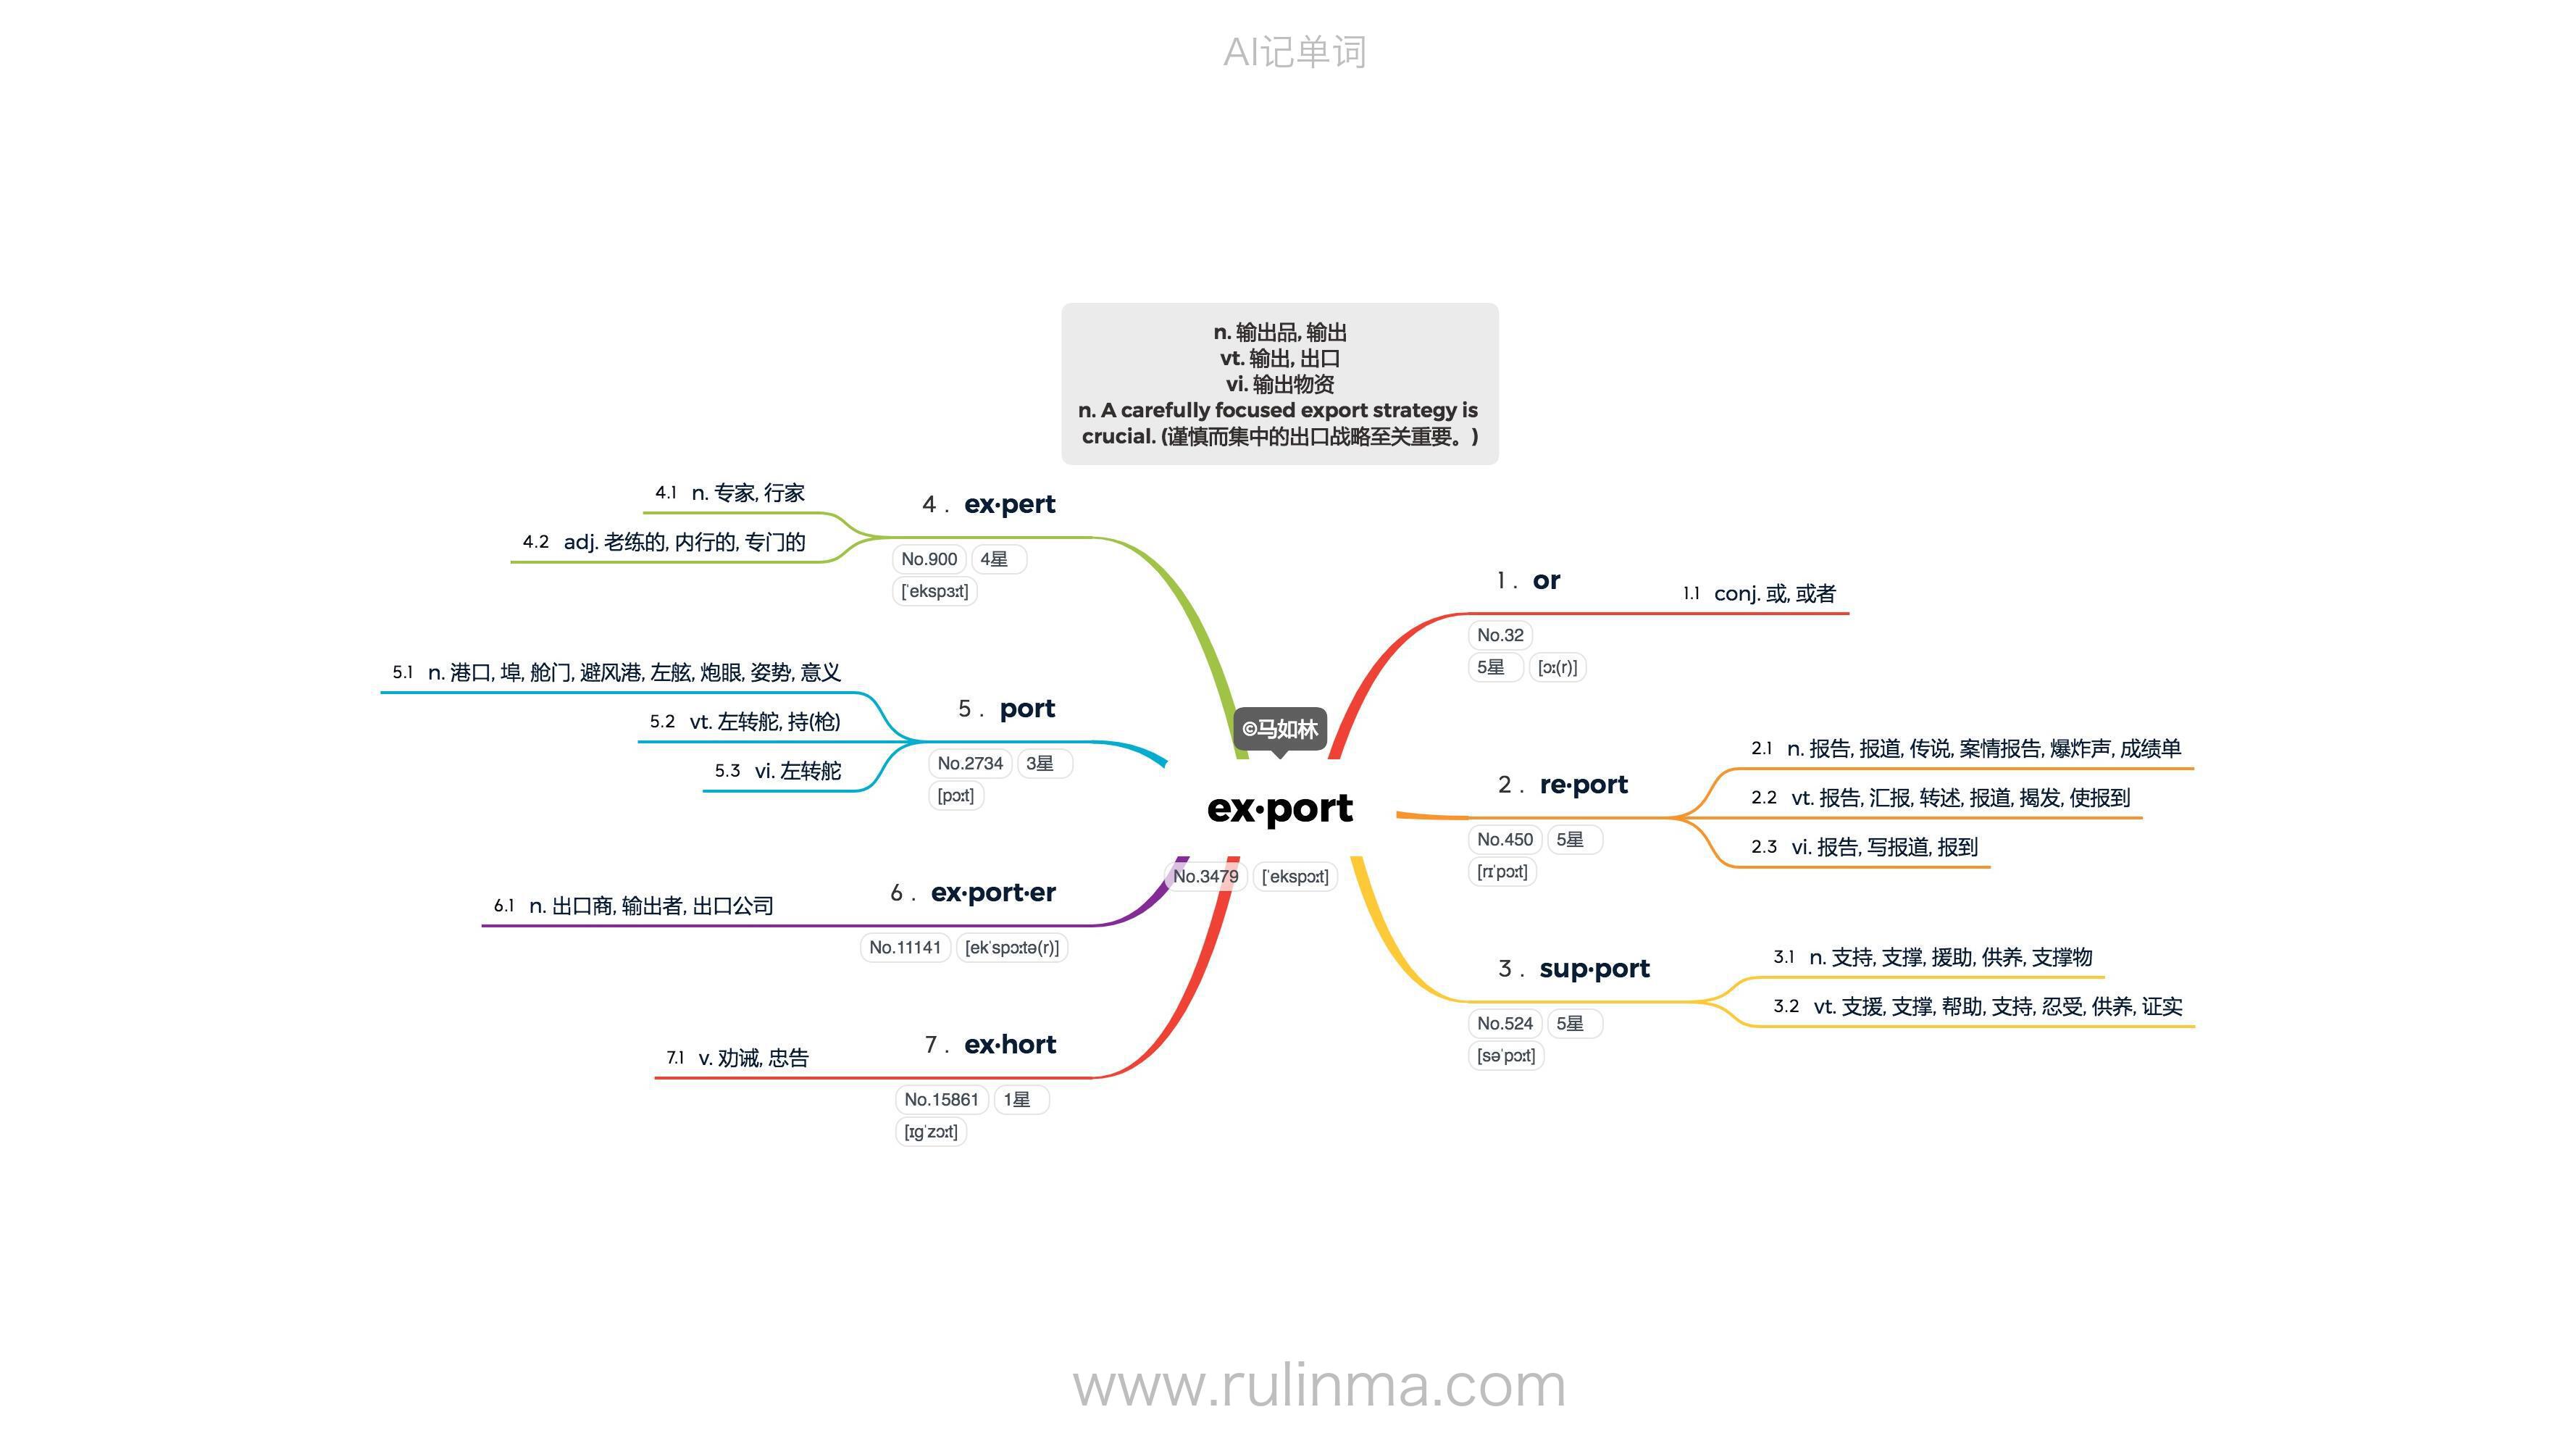 AI记单词
n. 输出品, 输出
vt. 输出, 出口
vi. 输出物资
n. A carefully focused export strategy is
crucial. (谨慎而集中的出口战略至关重要。)
©马如林
ex·port
No.3479 [ˈekspɔːt]
1 . or
No.32
5星 [ɔː(r)]
1.1 conj. 或, 或者
2 . re·port
No.450 5星
[rɪˈpɔːt]
2.1 n. 报告, 报道, 传说, 案情报告, 爆炸声, 成绩单
2.2 vt. 报告, 汇报, 转述, 报道, 揭发, 使报到
2.3 vi. 报告, 写报道, 报到
3 . sup·port
No.524 5星
[səˈpɔːt]
3.1 n. 支持, 支撑, 援助, 供养, 支撑物
3.2 vt. 支援, 支撑, 帮助, 支持, 忍受, 供养, 证实
4 . ex·pert
No.900 4星
[ˈekspɜːt]
4.1 n. 专家, 行家
4.2 adj. 老练的, 内行的, 专门的
5 . port
No.2734 3星
[pɔːt]
5.1 n. 港口, 埠, 舱门, 避风港, 左舷, 炮眼, 姿势, 意义
5.2 vt. 左转舵, 持(枪)
5.3 vi. 左转舵
6 . ex·port·er
No.11141 [ekˈspɔːtə(r)]
6.1 n. 出口商, 输出者, 出口公司
7 . ex·hort
No.15861 1星
[ɪgˈzɔːt]
7.1 v. 劝诫, 忠告
www.rulinma.com